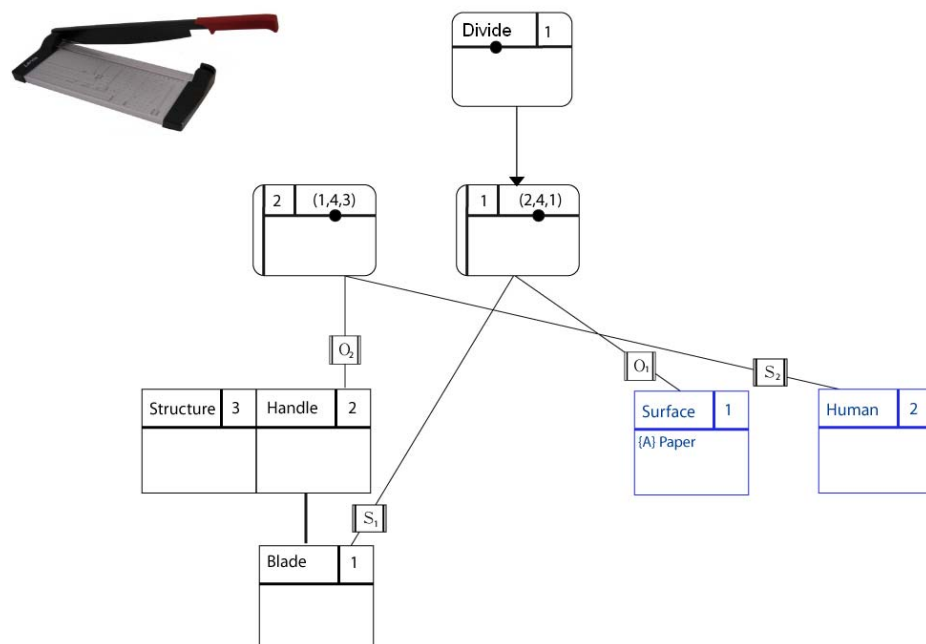 Divide 1
2 (1,4,3)
1 (2,4,1)
O₂
O₁
S₂
Structure 3 Handle 2
Surface 1
{A} Paper
Human 2
S₁
Blade 1